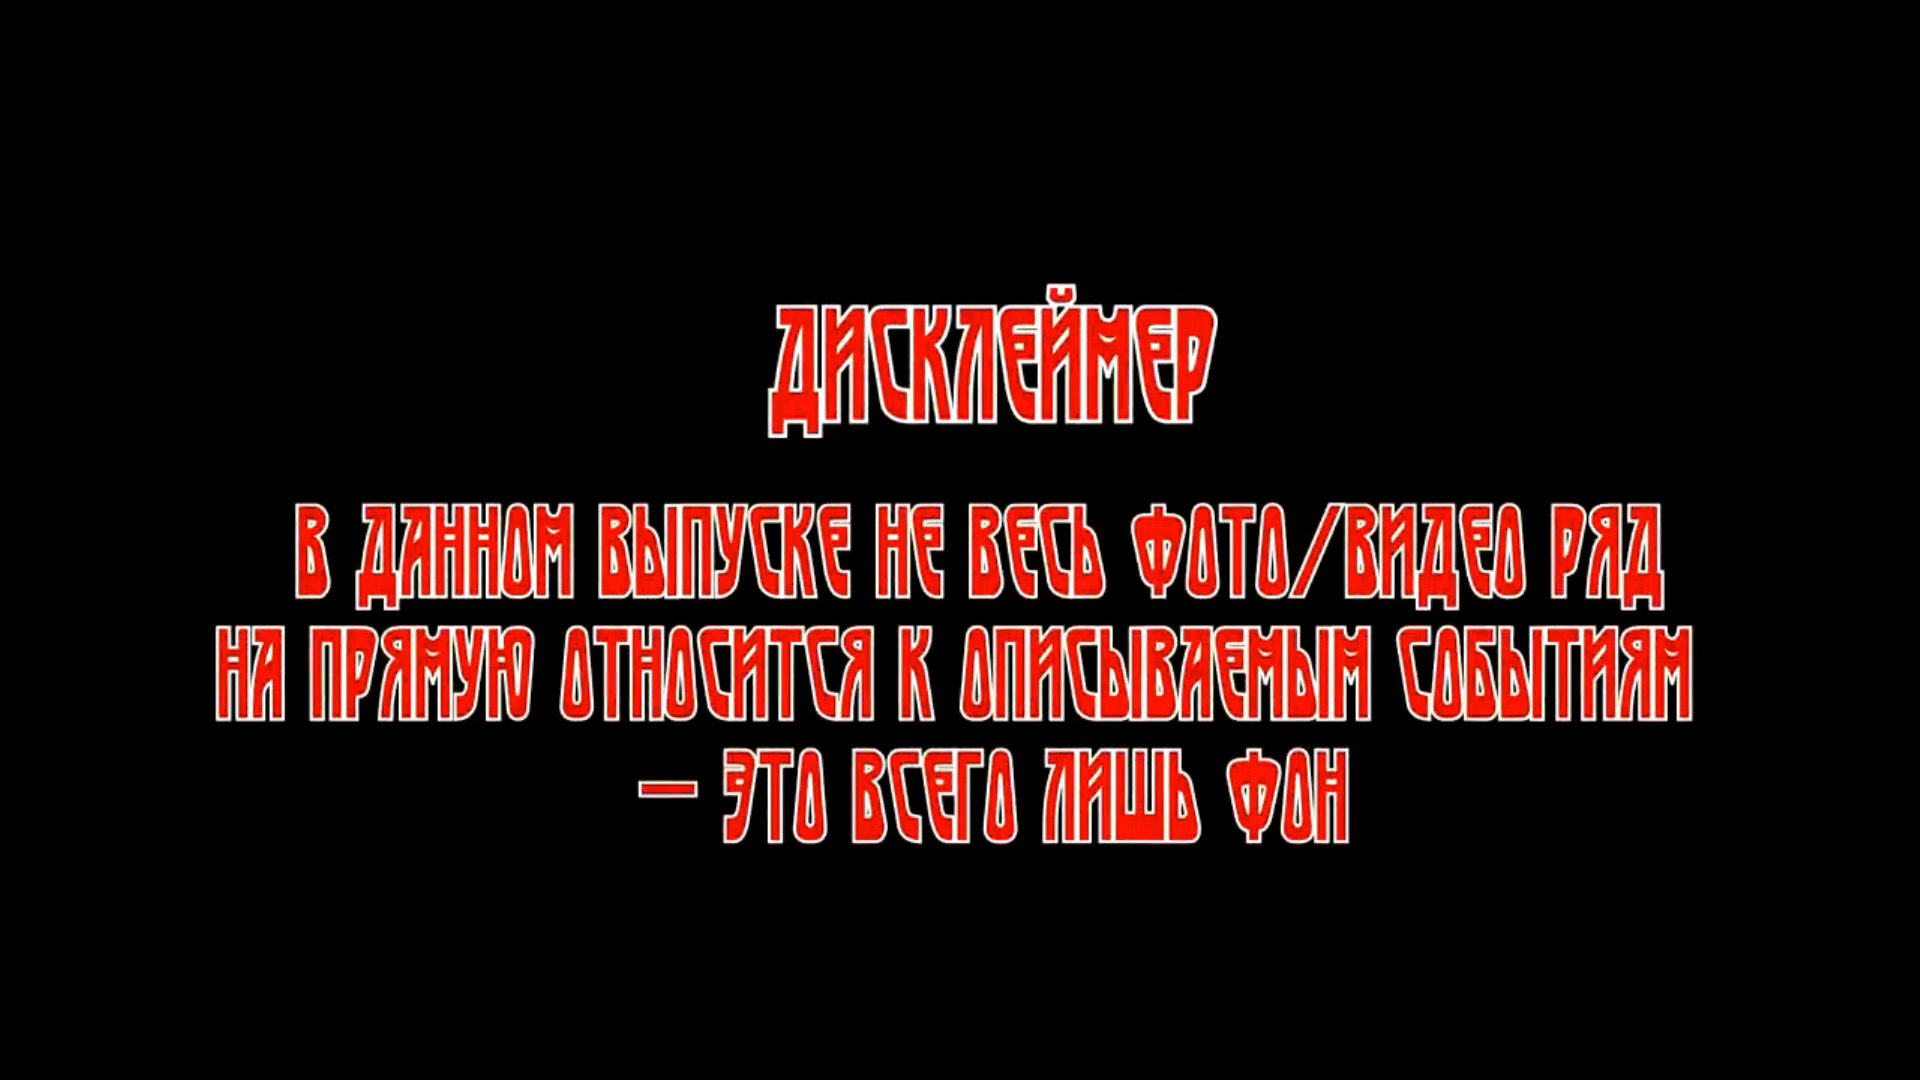 ДИСКЛЕЙМЕР
В ДАННОМ ВЫПУСКЕ НЕ ВЕСЬ ФОТО/ВИДЕО РЯД
НА ПРЯМУЮ ОТНОСИТСЯ К ОПИСЫВАЕМЫМ СОБЫТИЯМ
— ЭТО ВСЕГО ЛИШЬ ФОН